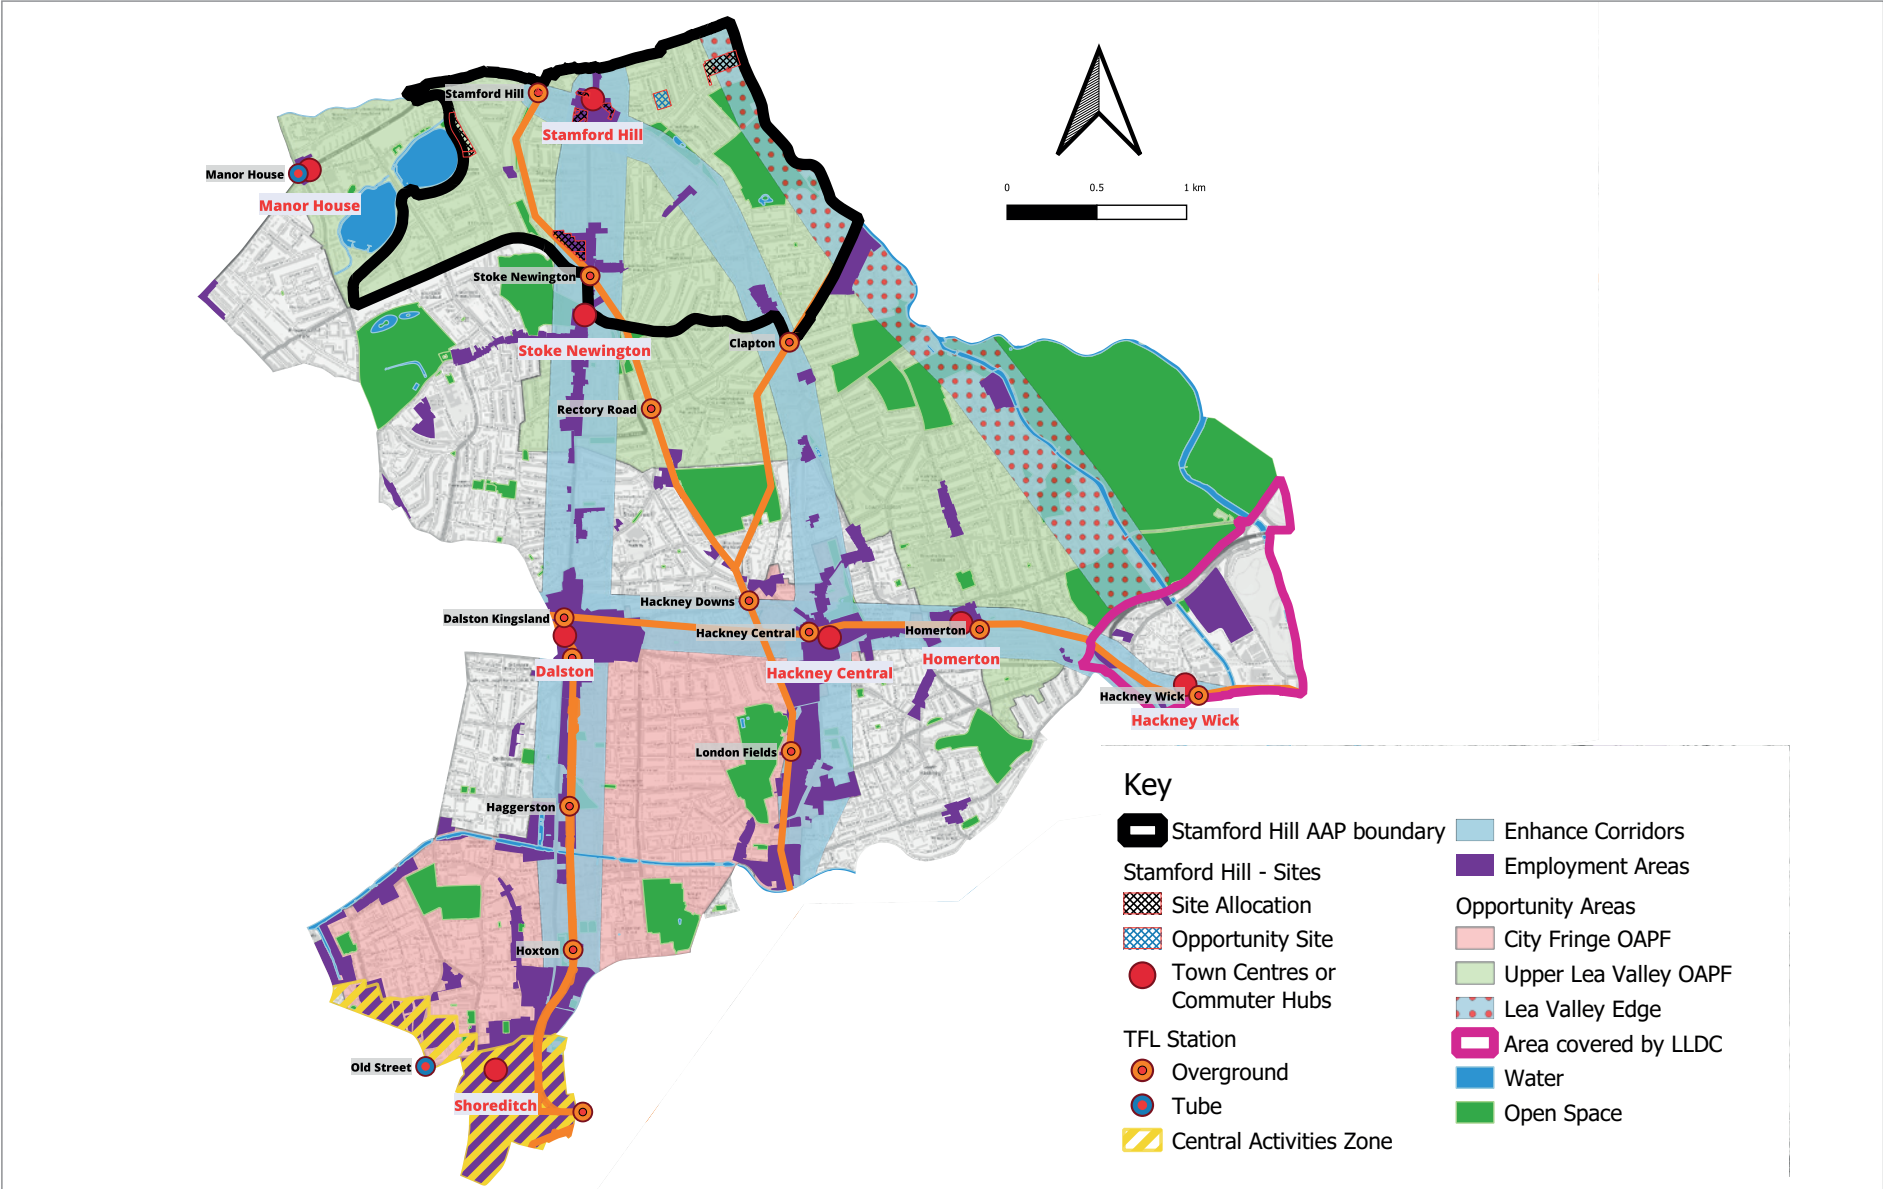 Stamford Hill
Stamford Hill
0 0.5 1 km
Manor House
Manor House
Stoke Newington
Stoke Newington
Clapton
Rectory Road
Hackney Downs
Dalston Kingsland
Hackney Central
Homerton
Dalston
Hackney Central
Homerton
Hackney Wick
Hackney Wick
London Fields
Haggerston
Hoxton
Old Street
Shoreditch
Key
Stamford Hill AAP boundary
Stamford Hill - Sites
Site Allocation
Opportunity Site
Town Centres or
Commuter Hubs
TFL Station
Overground
Tube
Central Activities Zone
Enhance Corridors
Employment Areas
Opportunity Areas
City Fringe OAPF
Upper Lea Valley OAPF
Lea Valley Edge
Area covered by LLDC
Water
Open Space